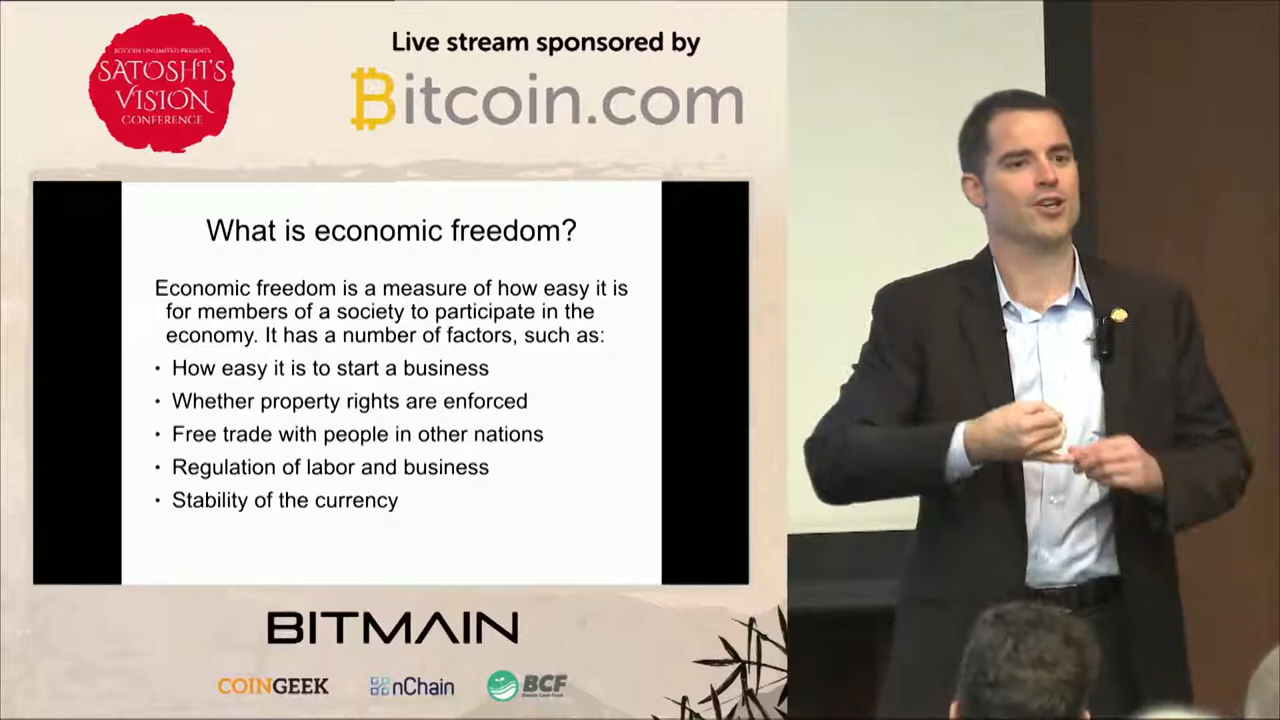 BITCOIN UNLIMITED PRESENTS
SATOSHI'S
VISION
CONFERENCE
Live stream sponsored by
Bitcoin.com
What is economic freedom?
Economic freedom is a measure of how easy it is
for members of a society to participate in the
economy. It has a number of factors, such as:
• How easy it is to start a business
• Whether property rights are enforced
• Free trade with people in other nations
• Regulation of labor and business
• Stability of the currency
BITMAIN
COINGEEK
nChain
BCF